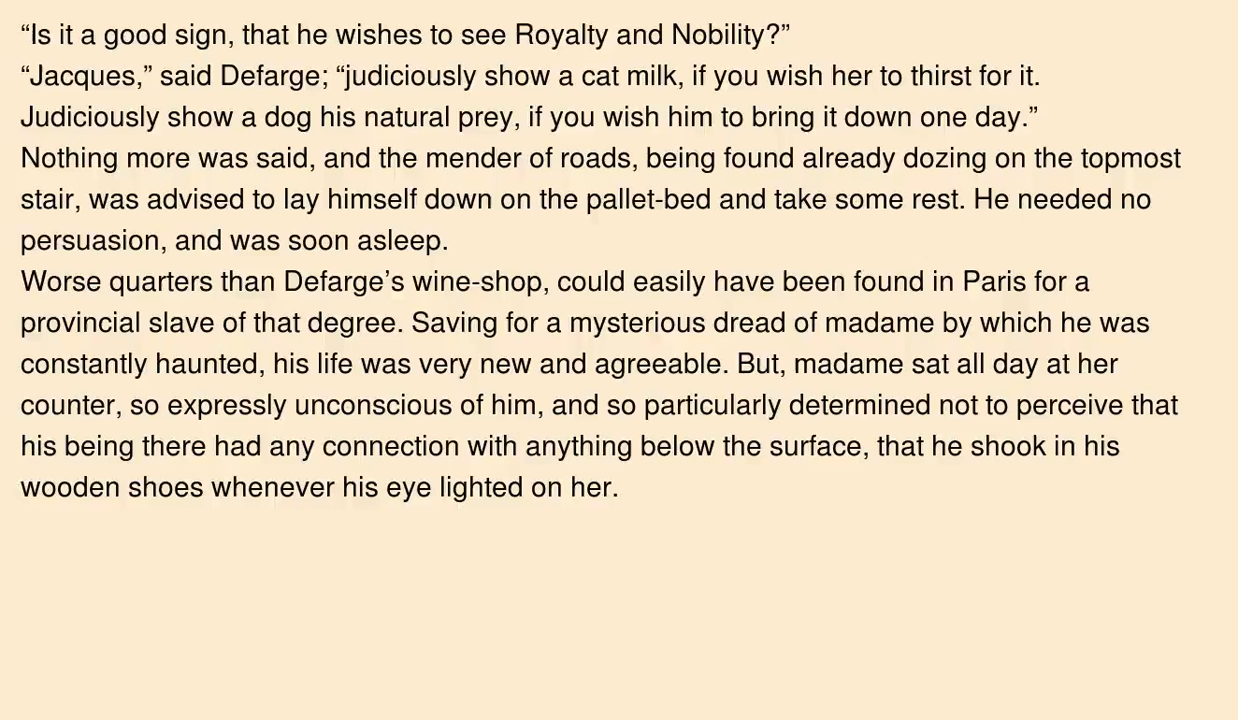 “Is it a good sign, that he wishes to see Royalty and Nobility?”
“Jacques,” said Defarge; “judiciously show a cat milk, if you wish her to thirst for it.
Judiciously show a dog his natural prey, if you wish him to bring it down one day.”
Nothing more was said, and the mender of roads, being found already dozing on the topmost
stair, was advised to lay himself down on the pallet-bed and take some rest. He needed no
persuasion, and was soon asleep.
Worse quarters than Defarge’s wine-shop, could easily have been found in Paris for a
provincial slave of that degree. Saving for a mysterious dread of madame by which he was
constantly haunted, his life was very new and agreeable. But, madame sat all day at her
counter, so expressly unconscious of him, and so particularly determined not to perceive that
his being there had any connection with anything below the surface, that he shook in his
wooden shoes whenever his eye lighted on her.